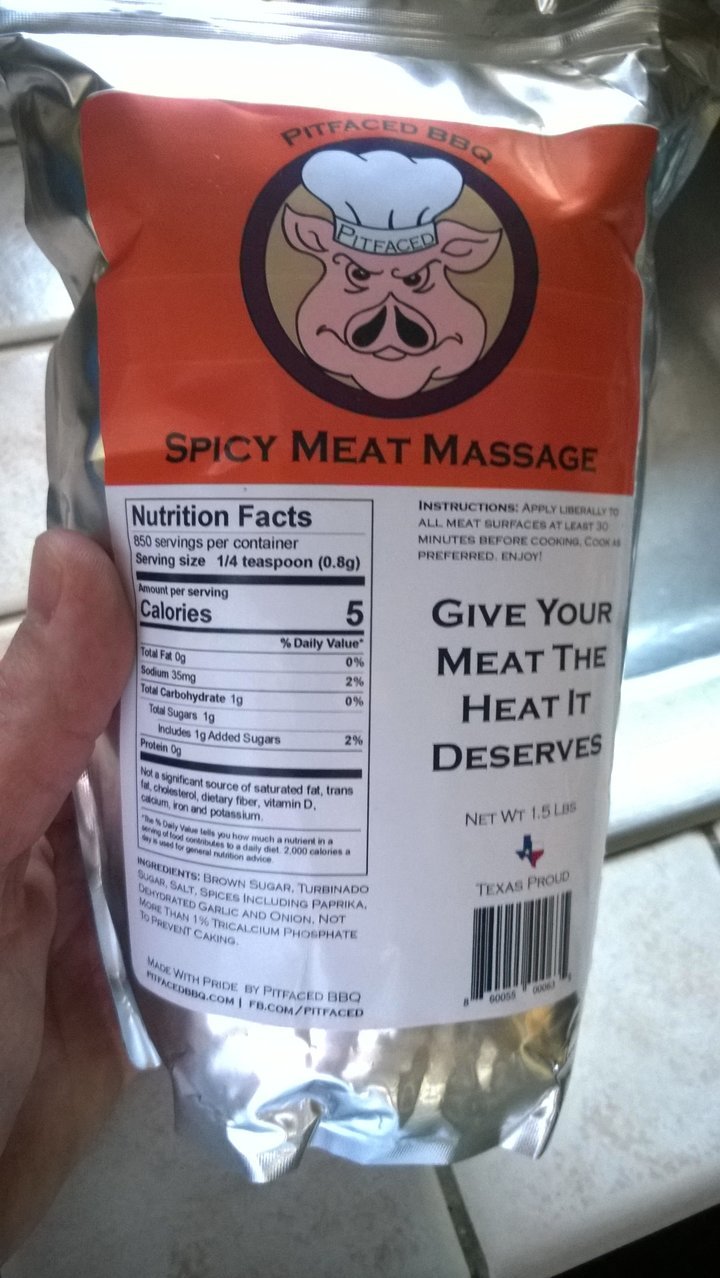 PITFACED BBQ
PITFACED
SPICY MEAT MASSAGE
Nutrition Facts
850 servings per container
Serving size 1/4 teaspoon (0.8g)
Amount per serving
Calories 5
% Daily Value*
Total Fat 0g 0%
Sodium 35mg 2%
Total Carbohydrate 1g 0%
Total Sugars 1g
Includes 1g Added Sugars 2%
Protein 0g
Not a significant source of saturated fat, trans
fat, cholesterol, dietary fiber, vitamin D,
calcium, iron and potassium.
*The % Daily Value tells you how much a nutrient in a
serving of food contributes to a daily diet. 2,000 calories a
day is used for general nutrition advice.
INGREDIENTS: BROWN SUGAR, TURBINADO
SUGAR, SALT, SPICES INCLUDING PAPRIKA,
DEHYDRATED GARLIC AND ONION, NOT
MORE THAN 1% TRICALCIUM PHOSPHATE
TO PREVENT CAKING.
MADE WITH PRIDE BY PITFACED BBQ
PITFACEDBBQ.COM | FB.COM/PITFACED
INSTRUCTIONS: APPLY LIBERALLY TO
ALL MEAT SURFACES AT LEAST 30
MINUTES BEFORE COOKING. COOK AS
PREFERRED. ENJOY!
GIVE YOUR
MEAT THE
HEAT IT
DESERVES
NET WT 1.5 LBS
TEXAS PROUD
8 60055 00063